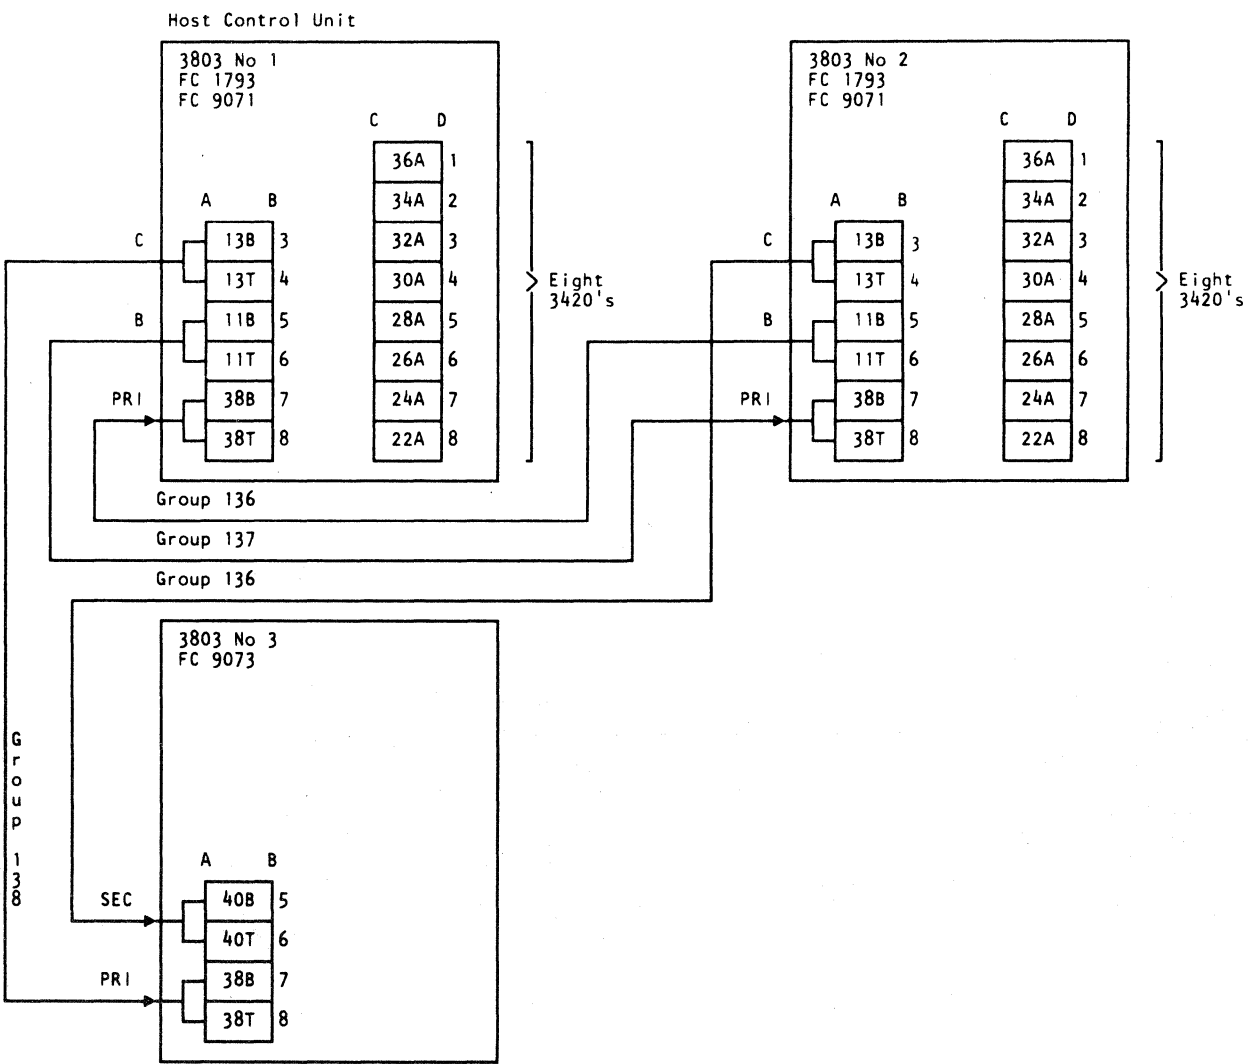 Host Control Unit
3803 No 1
FC 1793
FC 9071
C D
36A 1
34A 2
A B
C 13B 3 32A 3
13T 4 30A 4
B 11B 5 28A 5
11T 6 26A 6
PRI 38B 7 24A 7
38T 8 22A 8
Eight
3420's
3803 No 2
FC 1793
FC 9071
C D
36A 1
34A 2
A B
C 13B 3 32A 3
13T 4 30A 4
B 11B 5 28A 5
11T 6 26A 6
PRI 38B 7 24A 7
38T 8 22A 8
Eight
3420's
Group 136
Group 137
Group 136
Group 138
3803 No 3
FC 9073
A B
SEC 40B 5
40T 6
PRI 38B 7
38T 8